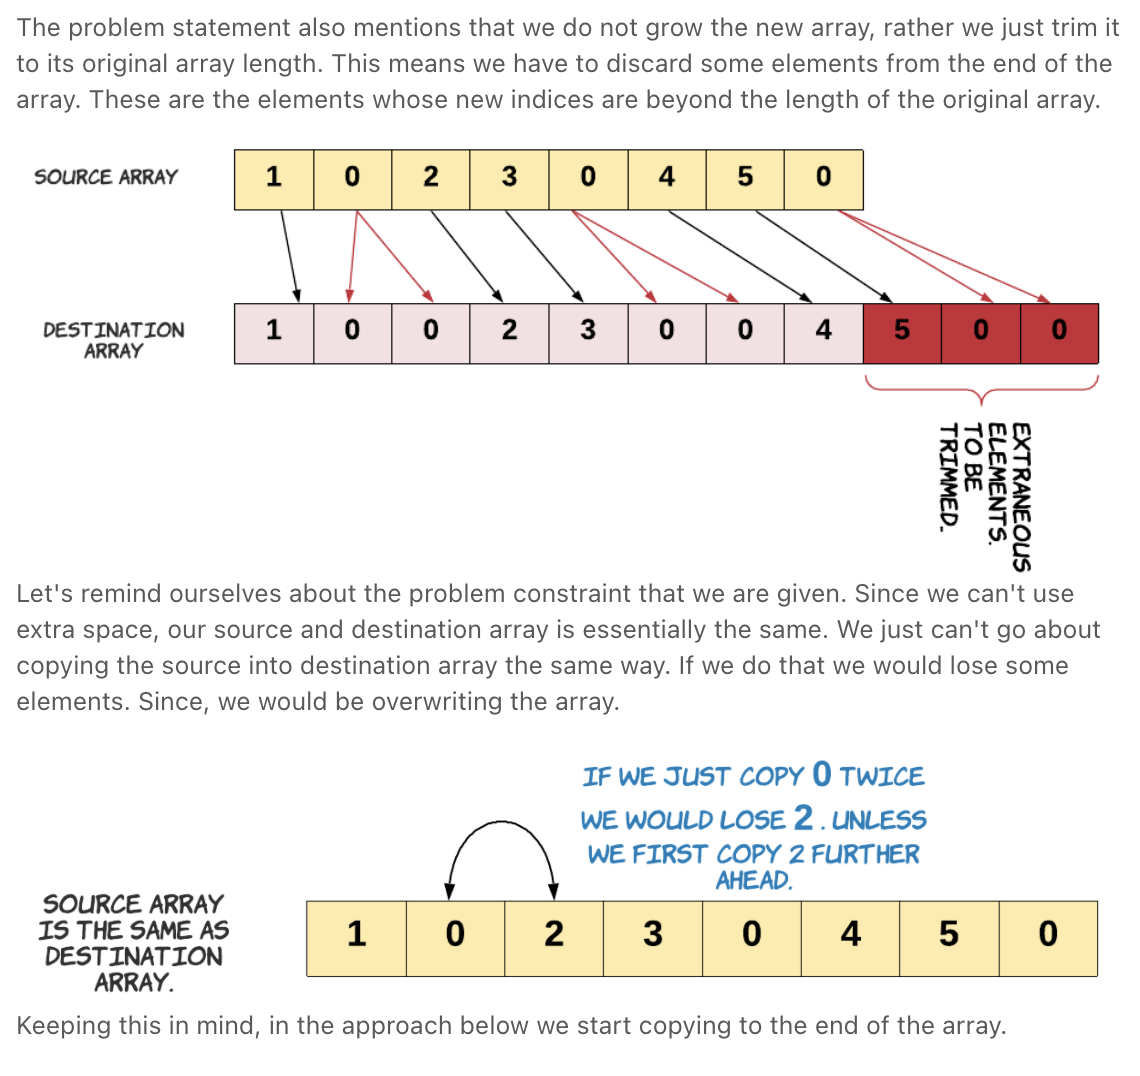 The problem statement also mentions that we do not grow the new array, rather we just trim it
to its original array length. This means we have to discard some elements from the end of the
array. These are the elements whose new indices are beyond the length of the original array.
SOURCE ARRAY
1 0 2 3 0 4 5 0
DESTINATION
ARRAY
1 0 0 2 3 0 0 4 5 0 0
EXTRANEOUS
ELEMENTS.
TO BE
TRIMMED.
Let's remind ourselves about the problem constraint that we are given. Since we can't use
extra space, our source and destination array is essentially the same. We just can't go about
copying the source into destination array the same way. If we do that we would lose some
elements. Since, we would be overwriting the array.
IF WE JUST COPY 0 TWICE
WE WOULD LOSE 2 . UNLESS
WE FIRST COPY 2 FURTHER
AHEAD.
SOURCE ARRAY
IS THE SAME AS
DESTINATION
ARRAY.
1 0 2 3 0 4 5 0
Keeping this in mind, in the approach below we start copying to the end of the array.